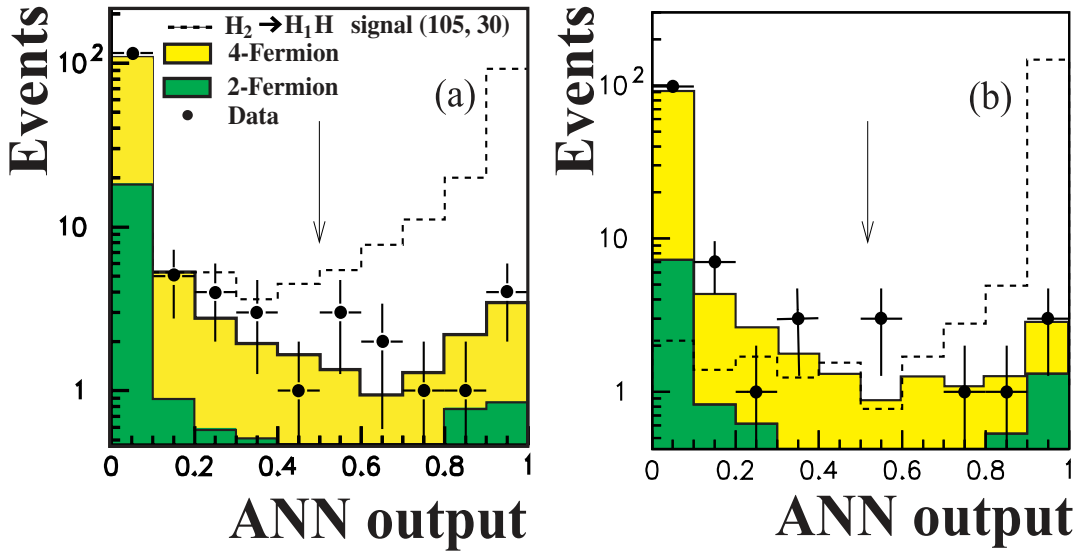 Events
10²
10
1
H₂ → H₁H signal (105, 30)
4-Fermion
2-Fermion
Data
(a)
0 0.2 0.4 0.6 0.8 1
ANN output
Events
10²
10
1
(b)
0 0.2 0.4 0.6 0.8 1
ANN output